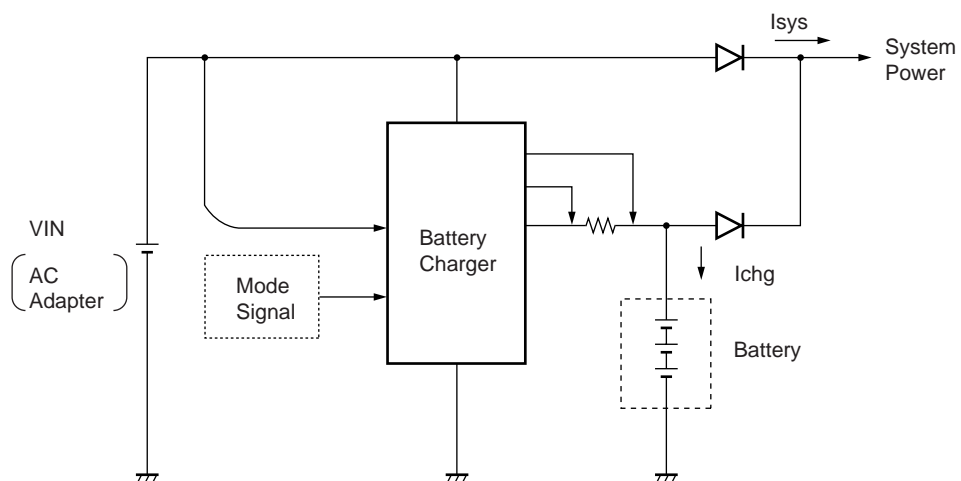 Isys
System
Power
VIN
AC
Adapter
Battery
Charger
Mode
Signal
Ichg
Battery